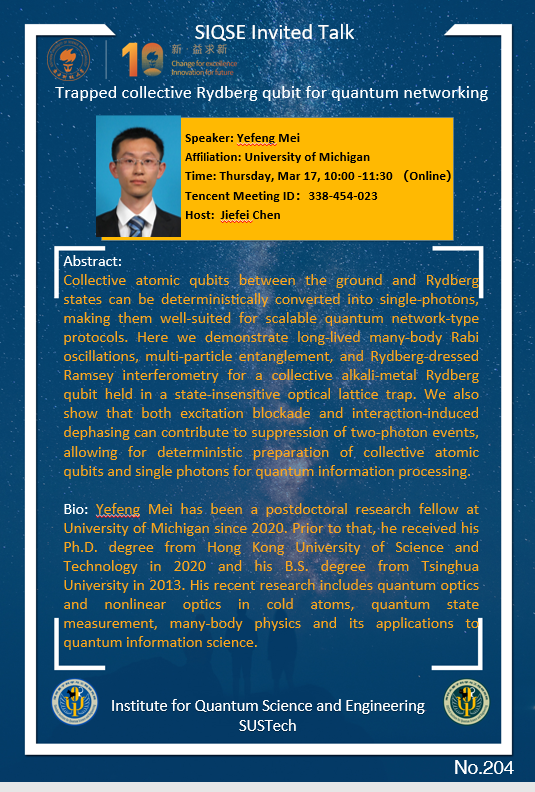 SIQSE Invited Talk
新·益求新
Change for excellence
Innovation for future
Trapped collective Rydberg qubit for quantum networking
Speaker: Yefeng Mei
Affiliation: University of Michigan
Time: Thursday, Mar 17, 10:00 -11:30 （Online）
Tencent Meeting ID： 338-454-023
Host: Jiefei Chen
Abstract:
Collective atomic qubits between the ground and Rydberg
states can be deterministically converted into single-photons,
making them well-suited for scalable quantum network-type
protocols. Here we demonstrate long-lived many-body Rabi
oscillations, multi-particle entanglement, and Rydberg-dressed
Ramsey interferometry for a collective alkali-metal Rydberg
qubit held in a state-insensitive optical lattice trap. We also
show that both excitation blockade and interaction-induced
dephasing can contribute to suppression of two-photon events,
allowing for deterministic preparation of collective atomic
qubits and single photons for quantum information processing.
Bio: Yefeng Mei has been a postdoctoral research fellow at
University of Michigan since 2020. Prior to that, he received his
Ph.D. degree from Hong Kong University of Science and
Technology in 2020 and his B.S. degree from Tsinghua
University in 2013. His recent research includes quantum optics
and nonlinear optics in cold atoms, quantum state
measurement, many-body physics and its applications to
quantum information science.
Institute for Quantum Science and Engineering
SUSTech
No.204